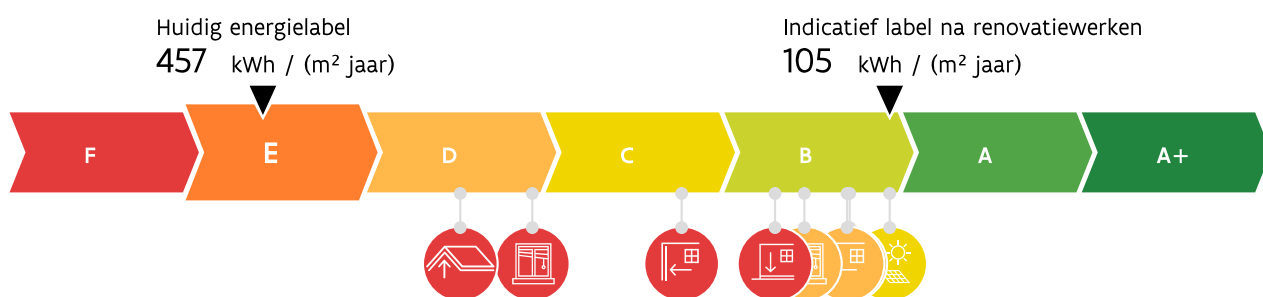 Huidig energielabel
457 kWh / (m² jaar)
Indicatief label na renovatiewerken
105 kWh / (m² jaar)
F E D C B A A+